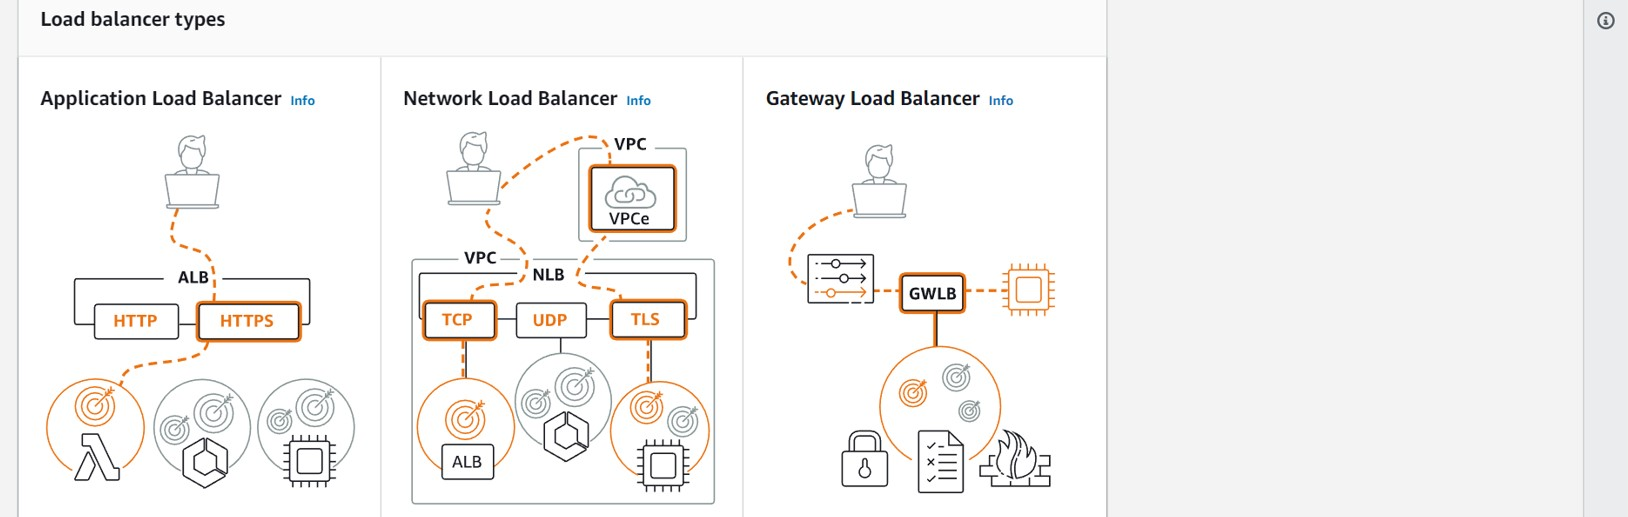 Load balancer types
Application Load Balancer Info
ALB
HTTP
HTTPS
ALB
Network Load Balancer Info
VPC
VPCe
VPC
NLB
TCP
UDP
TLS
ALB
Gateway Load Balancer Info
GWLB